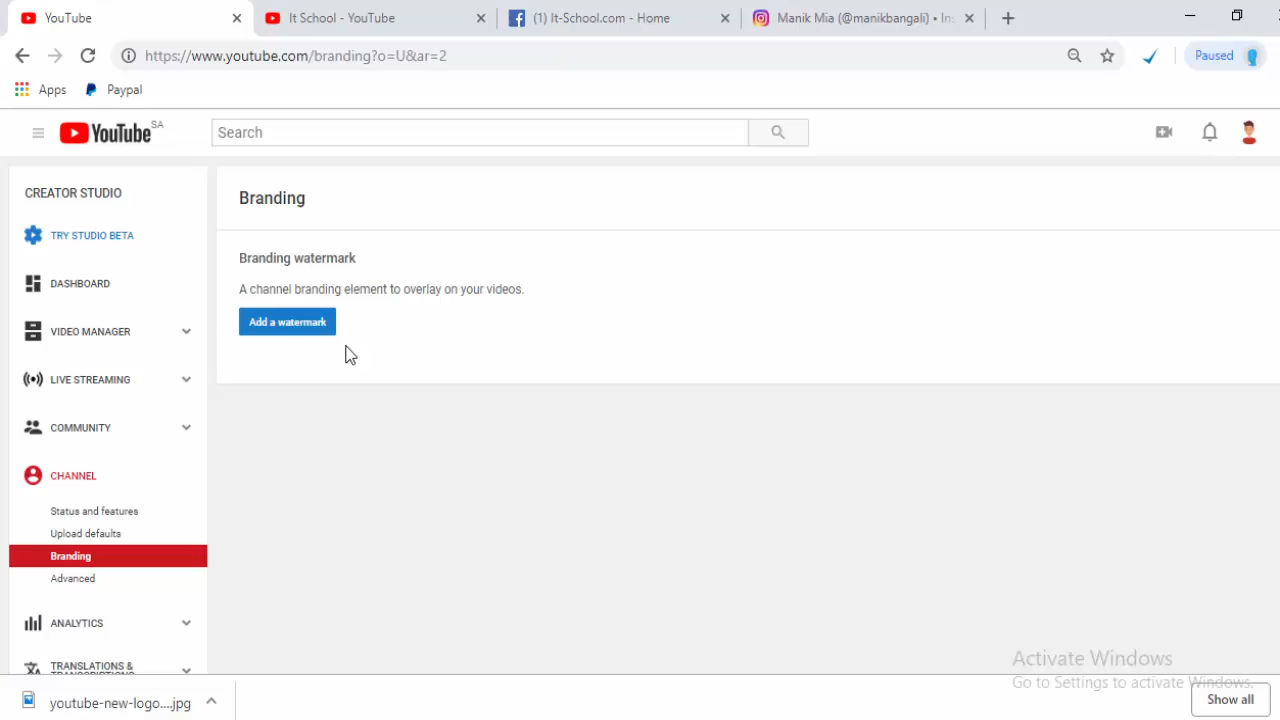 YouTube
It School - YouTube
(1) It-School.com - Home
Manik Mia (@manikbangali) • Ins
https://www.youtube.com/branding?o=U&ar=2
Paused
Apps
Paypal
YouTube SA
Search
CREATOR STUDIO
TRY STUDIO BETA
DASHBOARD
VIDEO MANAGER
LIVE STREAMING
COMMUNITY
CHANNEL
Status and features
Upload defaults
Branding
Advanced
ANALYTICS
TRANSLATIONS &
TRANSCRIPTIONS
Branding
Branding watermark
A channel branding element to overlay on your videos.
Add a watermark
Activate Windows
Go to Settings to activate Windows.
youtube-new-logo....jpg
Show all